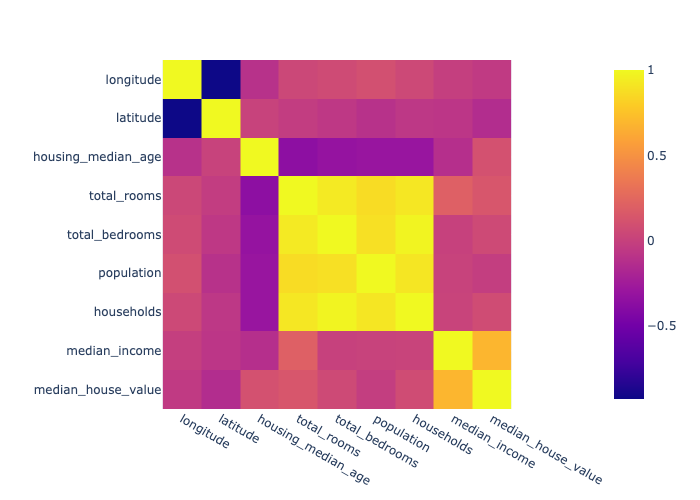 longitude
latitude
housing_median_age
total_rooms
total_bedrooms
population
households
median_income
median_house_value
longitude
latitude
housing_median_age
total_rooms
total_bedrooms
population
households
median_income
median_house_value
1
0.5
0
−0.5